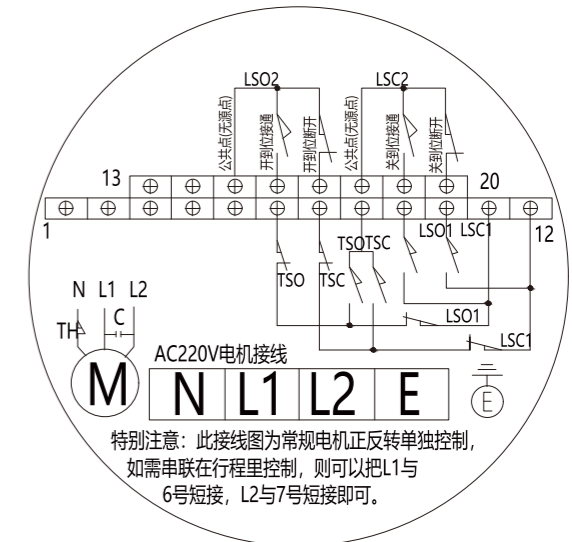 LSO2
LSC2
公共点(无源点)
开到位接通
开到位断开
公共点(无源点)
关到位接通
关到位断开
13
20
1
12
TSO
TSC
TSO
TSC
LSO1
LSC1
LSO1
LSC1
N L1 L2
TH
C
M
AC220V电机接线
N L1 L2 E
E
特别注意：此接线图为常规电机正反转单独控制，
如需串联在行程里控制，则可以把L1与
6号短接，L2与7号短接即可。